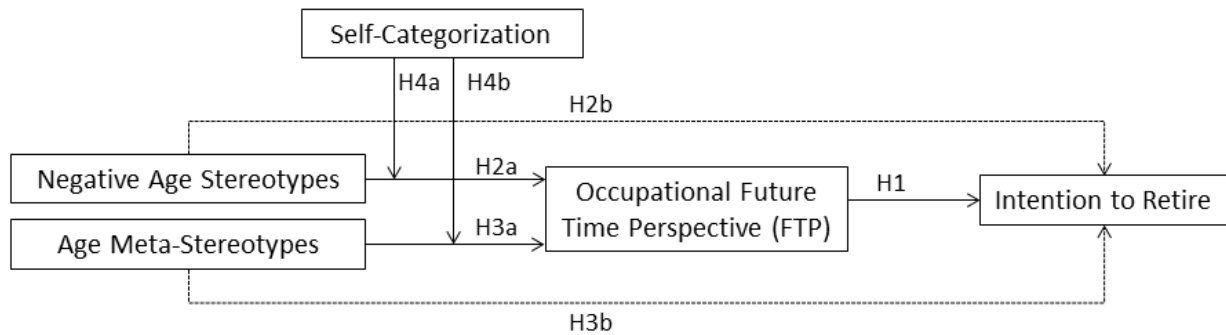 Self-Categorization
H4a
H4b
H2b
Negative Age Stereotypes
H2a
Occupational Future
Time Perspective (FTP)
H1
Intention to Retire
Age Meta-Stereotypes
H3a
H3b